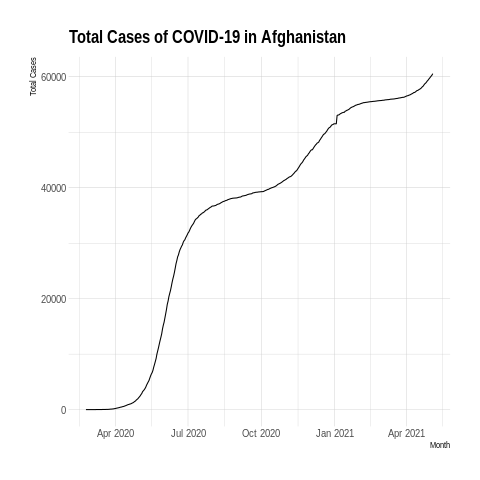 Total Cases of COVID-19 in Afghanistan
Total Cases
60000
40000
20000
0
Apr 2020 Jul 2020 Oct 2020 Jan 2021 Apr 2021
Month